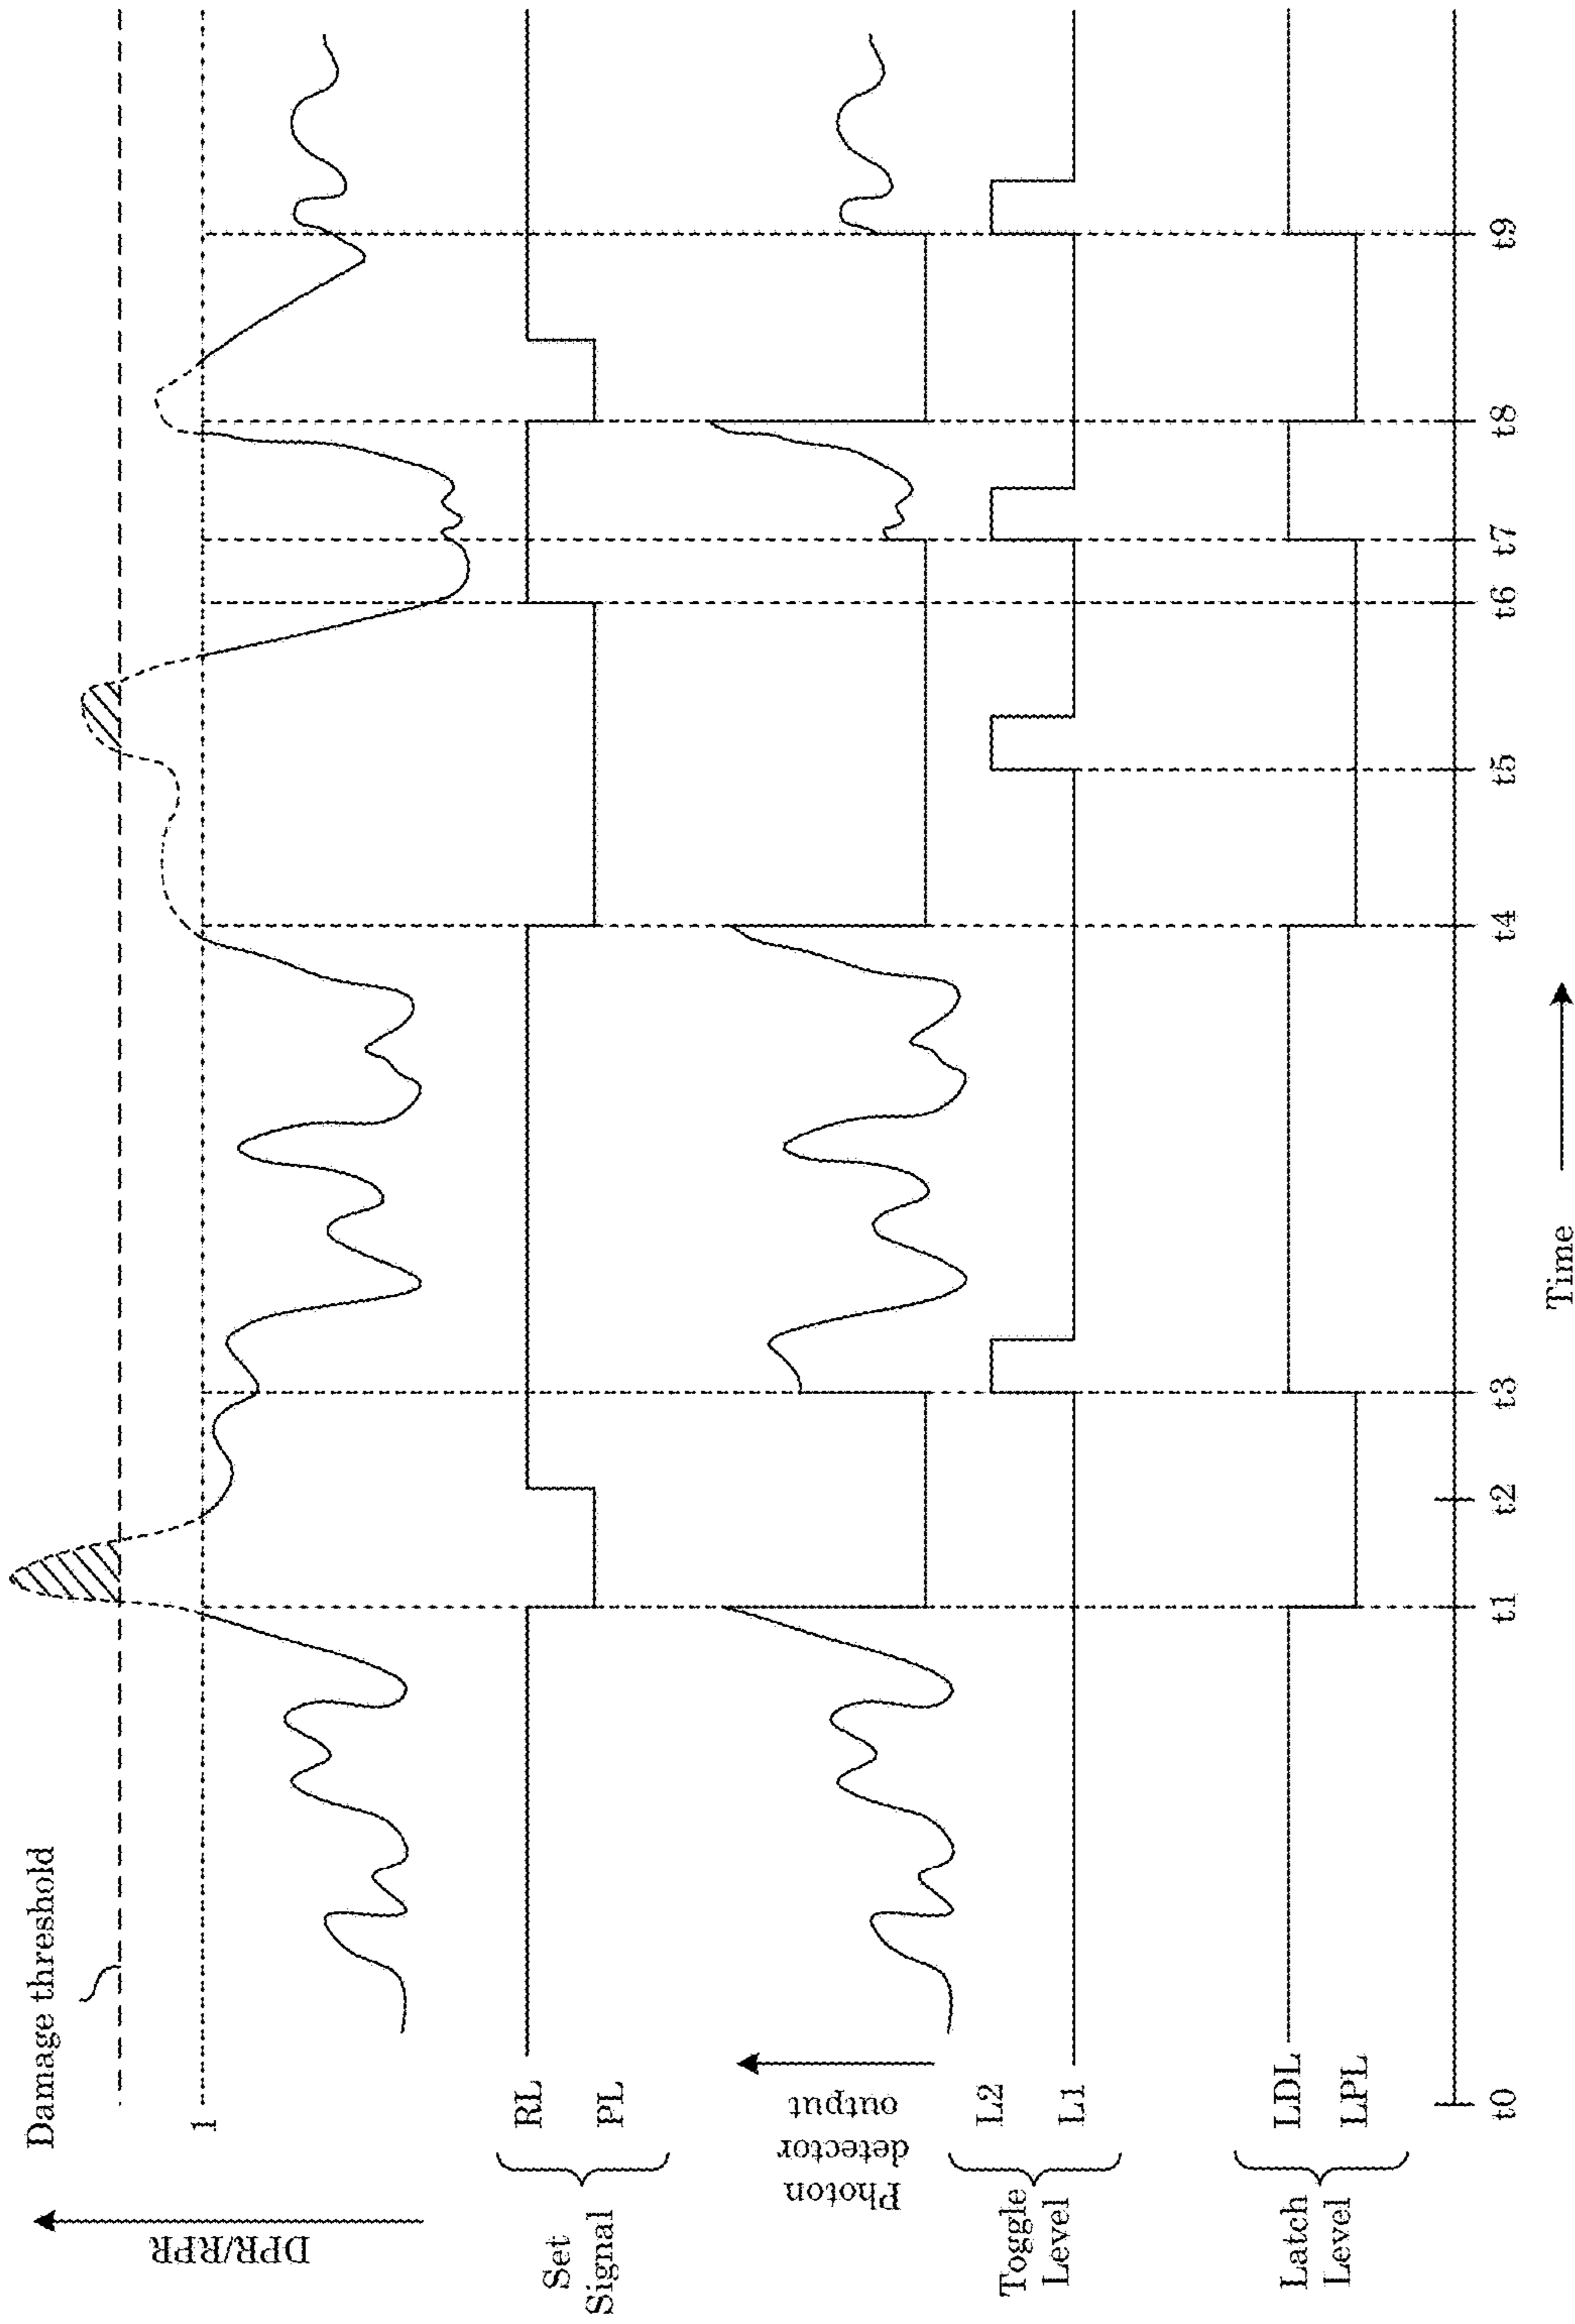 Damage threshold
DPR/RPR
1
Set
Signal
RL
PL
Photon
detector
output
Toggle
Level
L2
L1
Latch
Level
LDL
LPL
t0
t1
t2
t3
t4
t5
t6
t7
t8
t9
Time